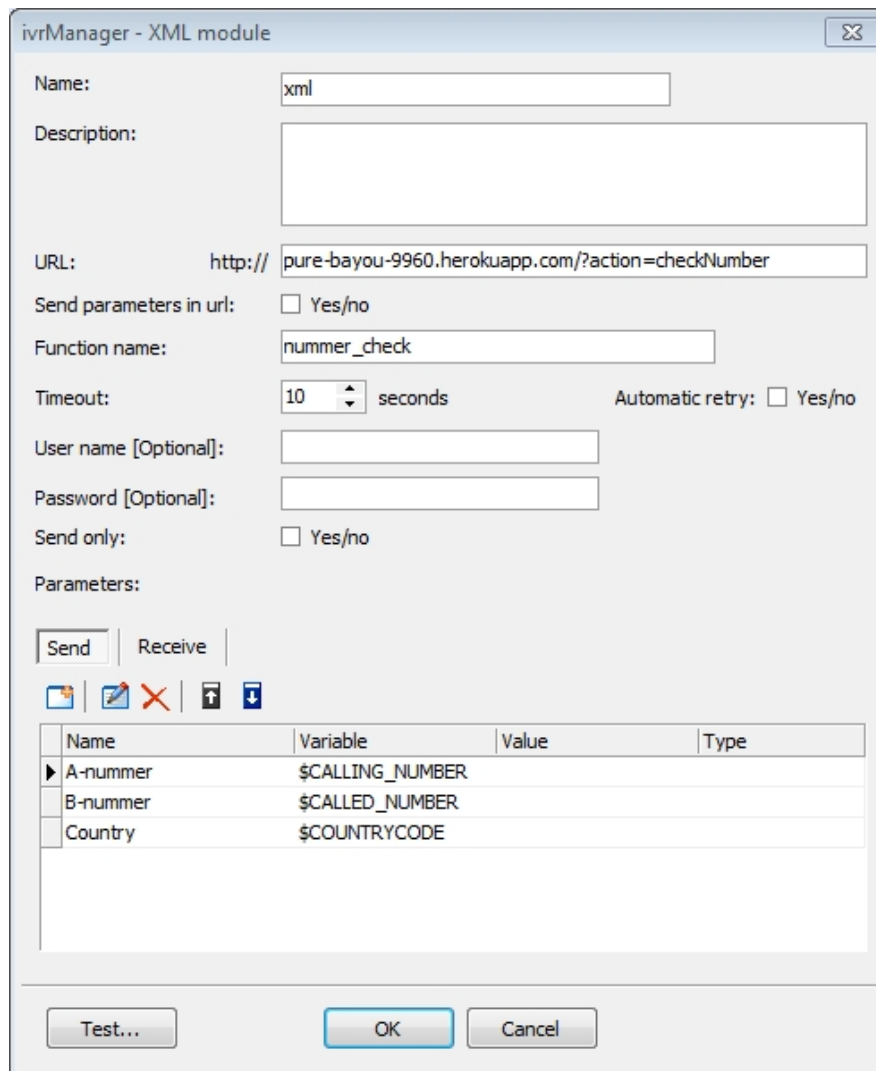 ivrManager - XML module
Name: xml
Description:
URL: http:// pure-bayou-9960.herokuapp.com/?action=checkNumber
Send parameters in url: Yes/no
Function name: nummer_check
Timeout: 10 seconds Automatic retry: Yes/no
User name [Optional]:
Password [Optional]:
Send only: Yes/no
Parameters:
Send Receive
Name Variable Value Type
A-nummer $CALLING_NUMBER
B-nummer $CALLED_NUMBER
Country $COUNTRYCODE
Test... OK Cancel